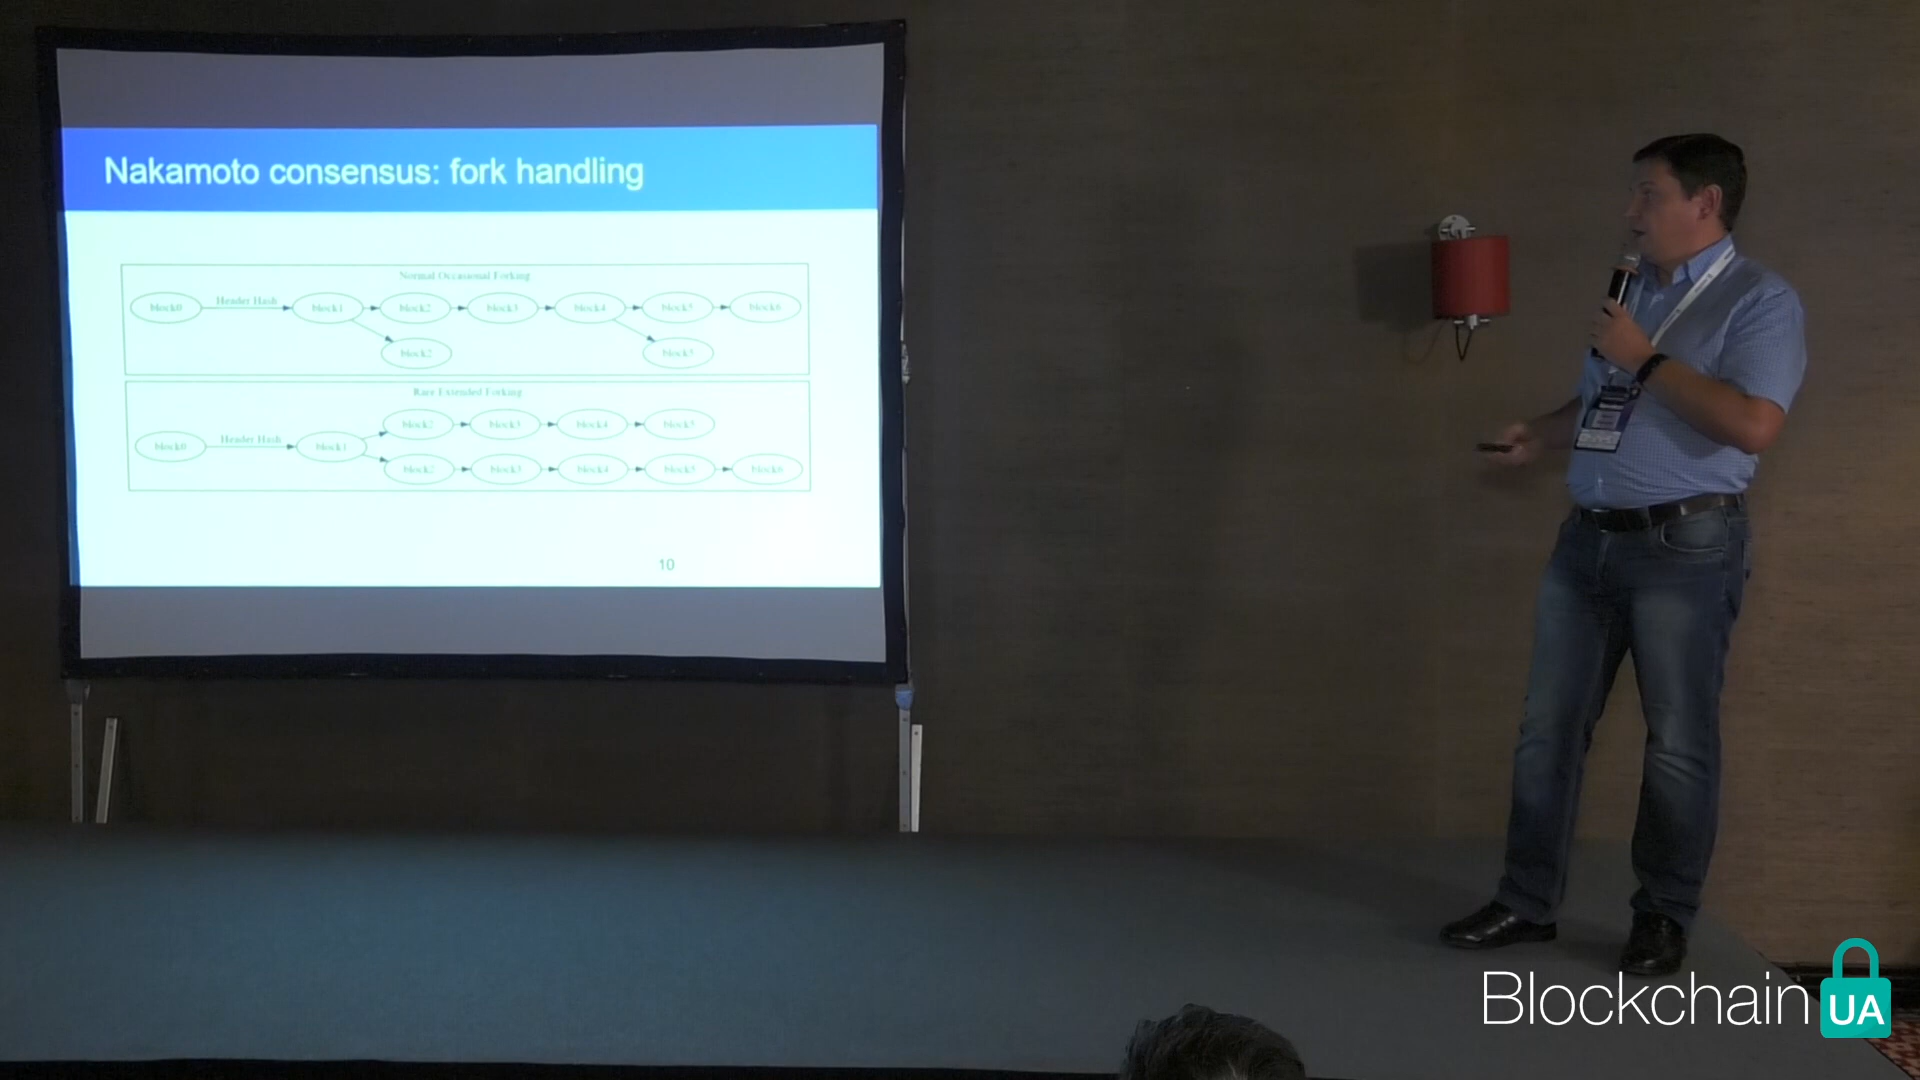 Nakamoto consensus: fork handling
Normal Occasional Forking
block0 Header Hash block1 block2 block3 block4 block5 block6
block2 block5
Rare Extended Forking
block2 block3 block4 block5
block0 Header Hash block1
block2 block3 block4 block5 block6
10
Blockchain UA